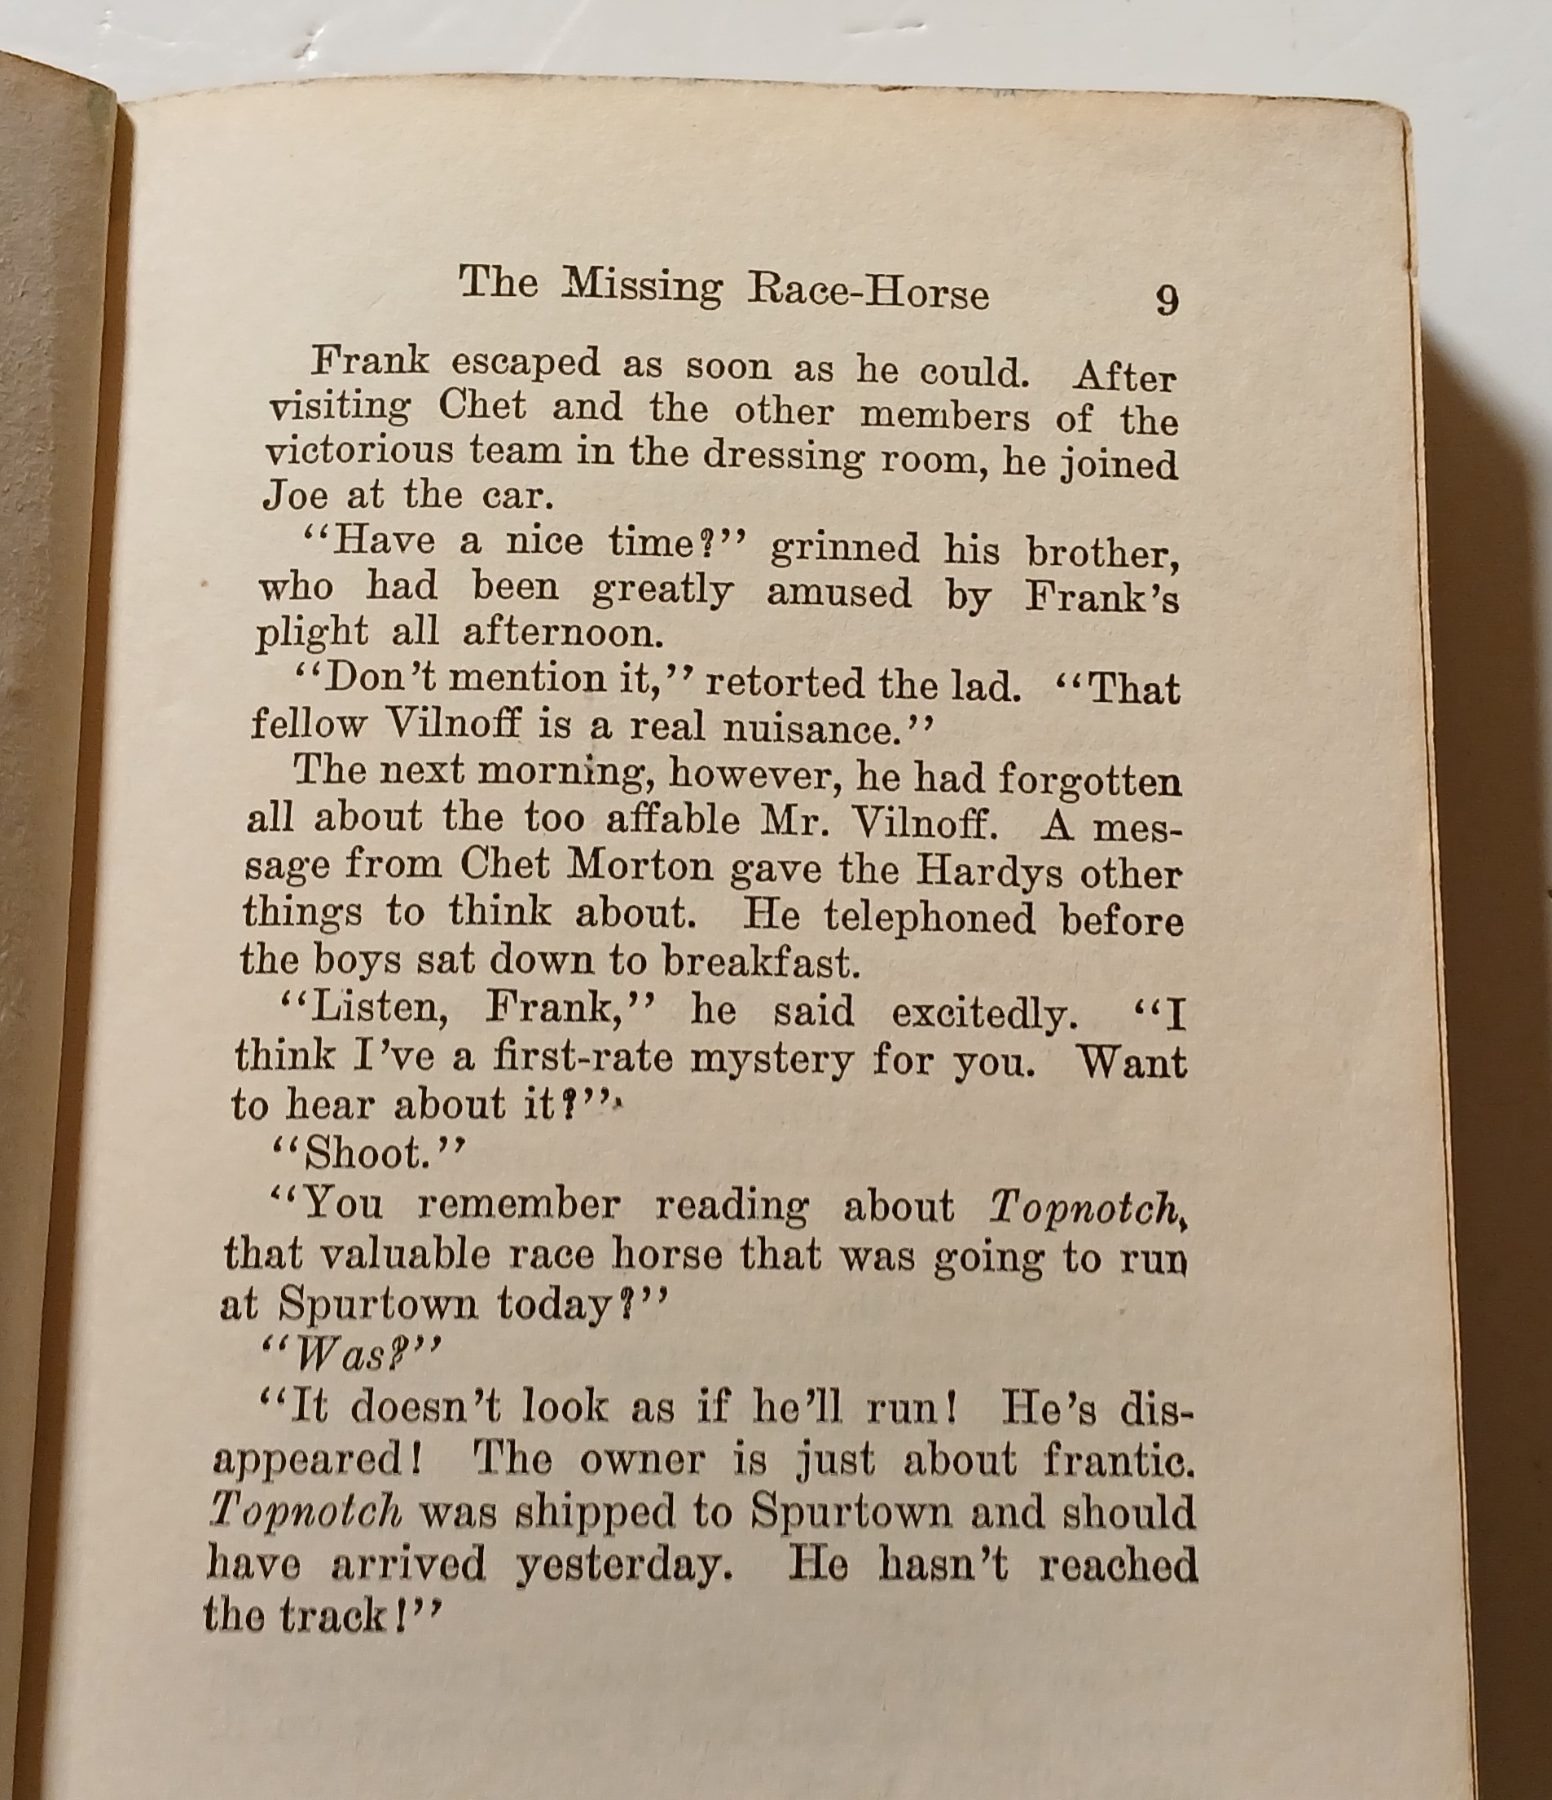 The Missing Race-Horse 9
Frank escaped as soon as he could. After
visiting Chet and the other members of the
victorious team in the dressing room, he joined
Joe at the car.
“Have a nice time?” grinned his brother,
who had been greatly amused by Frank’s
plight all afternoon.
“Don’t mention it,” retorted the lad. “That
fellow Vilnoff is a real nuisance.”
The next morning, however, he had forgotten
all about the too affable Mr. Vilnoff. A mes-
sage from Chet Morton gave the Hardys other
things to think about. He telephoned before
the boys sat down to breakfast.
“Listen, Frank,” he said excitedly. “I
think I’ve a first-rate mystery for you. Want
to hear about it?”
“Shoot.”
“You remember reading about Topnotch,
that valuable race horse that was going to run
at Spurtown today?”
“Was?”
“It doesn’t look as if he’ll run! He’s dis-
appeared! The owner is just about frantic.
Topnotch was shipped to Spurtown and should
have arrived yesterday. He hasn’t reached
the track!”